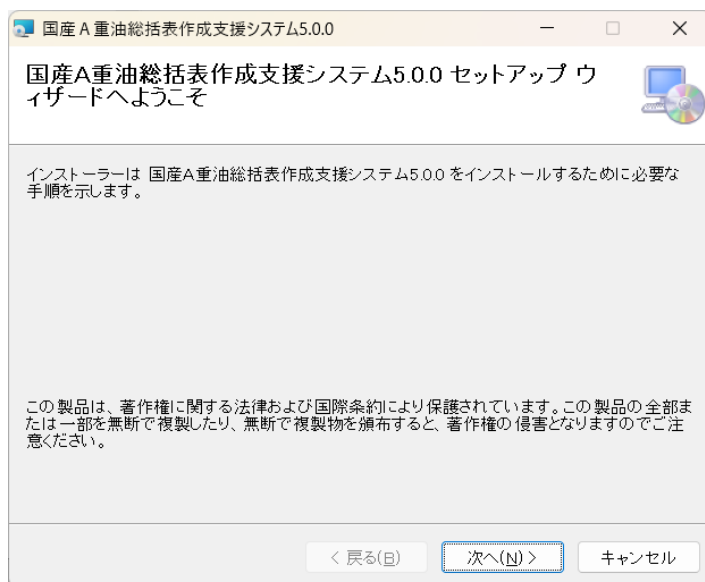 国産A重油総括表作成支援システム5.0.0
国産A重油総括表作成支援システム5.0.0 セットアップ ウ
ィザードへようこそ
インストーラーは 国産A重油総括表作成支援システム5.0.0 をインストールするために必要な
手順を示します。
この製品は、著作権に関する法律および国際条約により保護されています。この製品の全部ま
たは一部を無断で複製したり、無断で複製物を頒布すると、著作権の侵害となりますのでご注
意ください。
< 戻る(B) 次へ(N) > キャンセル